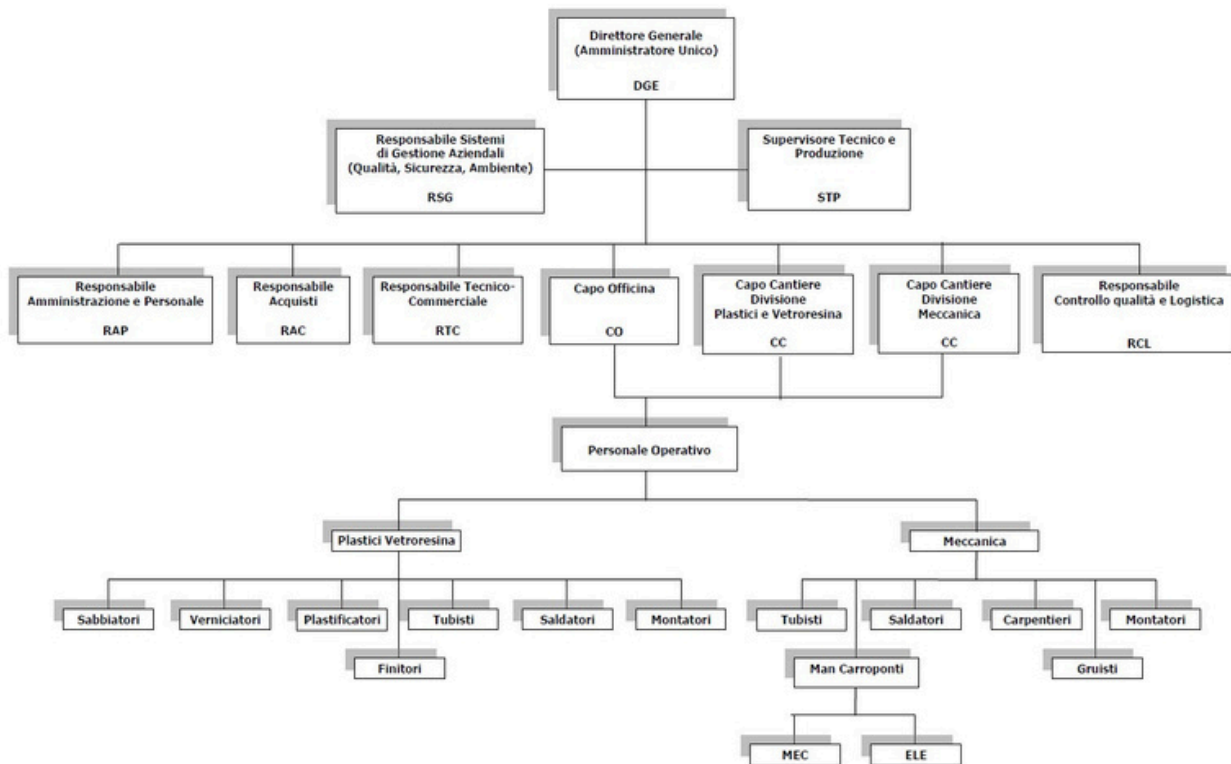 Direttore Generale
(Amministratore Unico)
DGE
Responsabile Sistemi
di Gestione Aziendali
(Qualità, Sicurezza, Ambiente)
RSG
Supervisore Tecnico e
Produzione
STP
Responsabile
Amministrazione e Personale
RAP
Responsabile
Acquisti
RAC
Responsabile Tecnico-
Commerciale
RTC
Capo Officina
CO
Capo Cantiere
Divisione
Plastici e Vetroresina
CC
Capo Cantiere
Divisione
Meccanica
CC
Responsabile
Controllo qualità e Logistica
RCL
Personale Operativo
Plastici Vetroresina
Meccanica
Sabbiatori
Verniciatori
Plastificatori
Tubisti
Saldatori
Montatori
Finitori
Tubisti
Saldatori
Carpentieri
Montatori
Man Carroponti
Gruisti
MEC
ELE